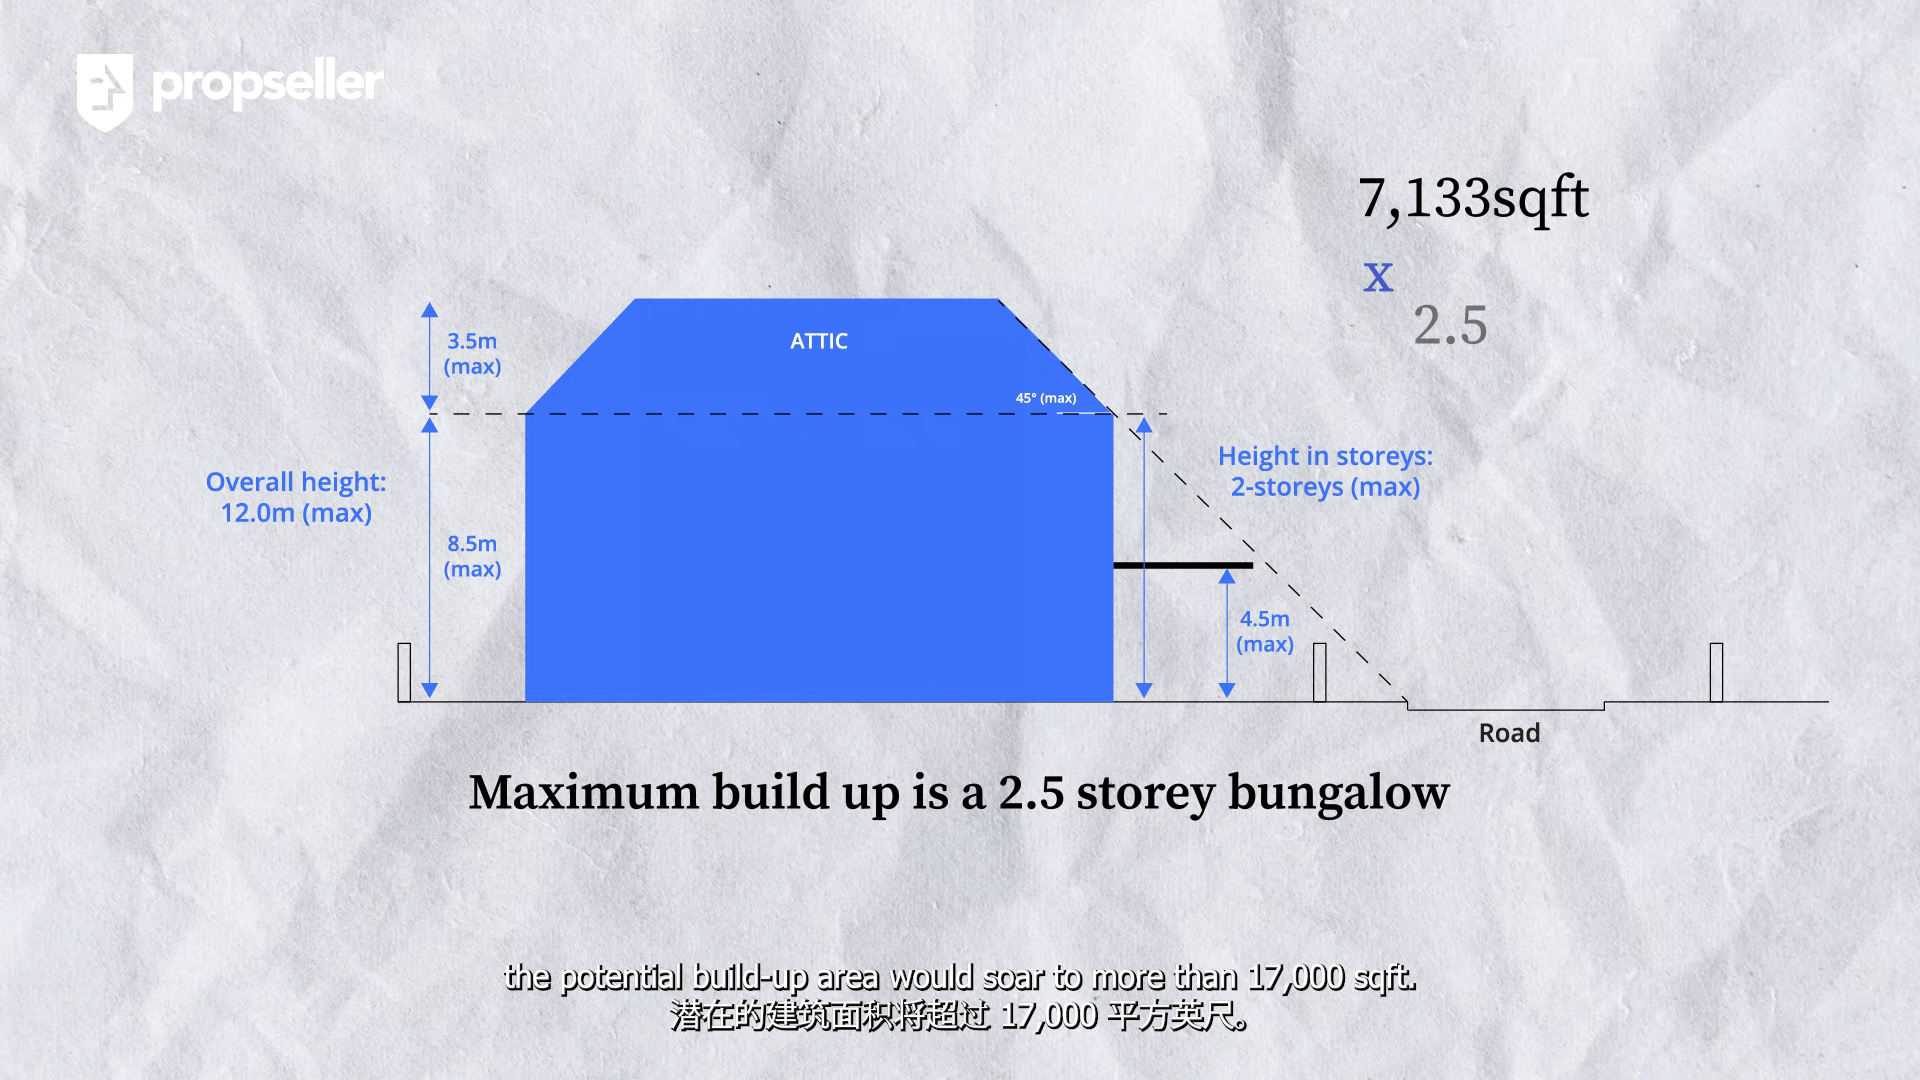 propseller
7,133sqft
x
2.5
3.5m
(max)
ATTIC
45° (max)
Overall height:
12.0m (max)
8.5m
(max)
Height in storeys:
2-storeys (max)
4.5m
(max)
Road
Maximum build up is a 2.5 storey bungalow
the potential build-up area would soar to more than 17,000 sqft.
潜在的建筑面积将超过 17,000 平方英尺。